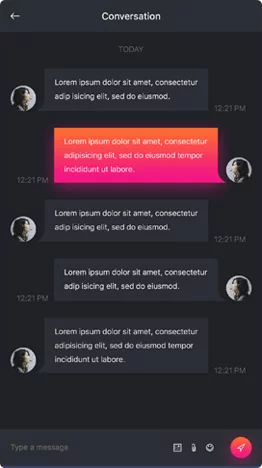 Conversation
TODAY
Lorem ipsum dolor sit amet, consectetur
adip isicing elit, sed do eiusmod.
12:21 PM
Lorem ipsum dolor sit amet, consectetur
adipisicing elit, sed do eiusmod tempor
incididunt ut labore.
12:21 PM
Lorem ipsum dolor sit amet, consectetur
adip isicing elit, sed do eiusmod.
12:21 PM
Lorem ipsum dolor sit amet, consectetur
adip isicing elit, sed do eiusmod.
12:21 PM
Lorem ipsum dolor sit amet, consectetur
adipisicing elit, sed do eiusmod tempor
incididunt ut labore.
12:21 PM
Type a message